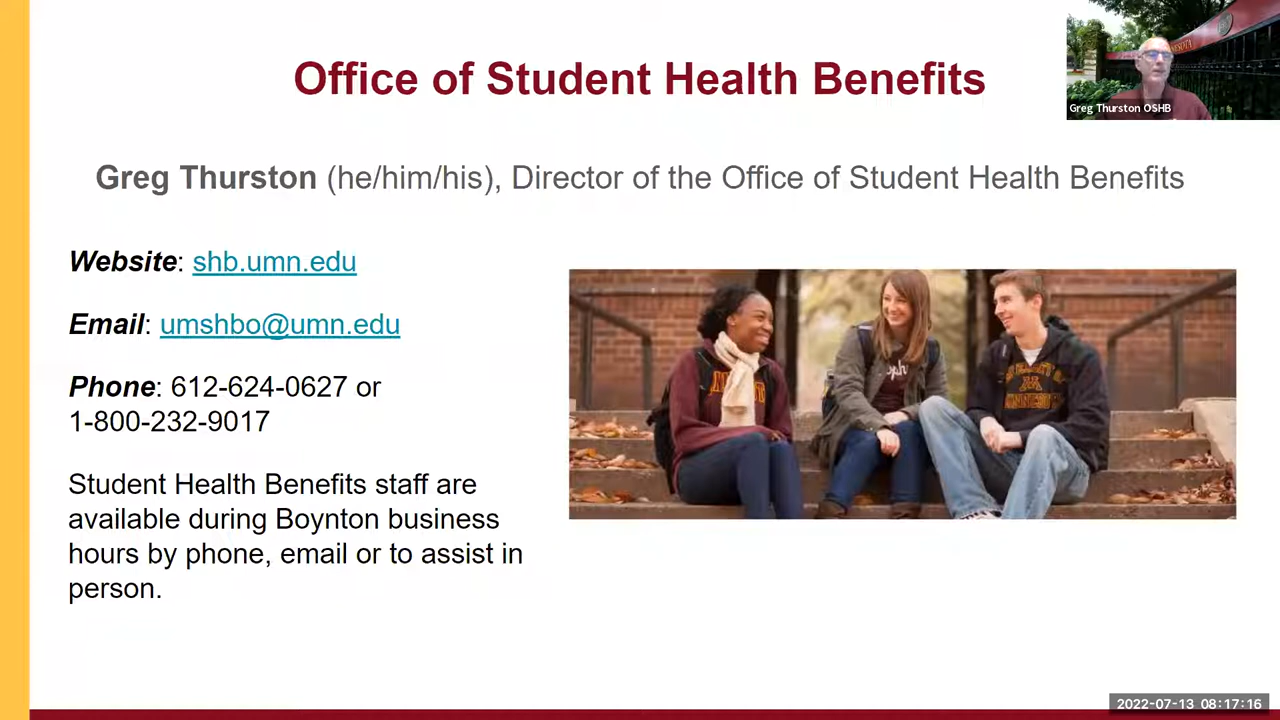 Office of Student Health Benefits
Greg Thurston OSHB
Greg Thurston (he/him/his), Director of the Office of Student Health Benefits
Website: shb.umn.edu
Email: umshbo@umn.edu
Phone: 612-624-0627 or
1-800-232-9017
Student Health Benefits staff are
available during Boynton business
hours by phone, email or to assist in
person.
2022-07-13 08:17:16